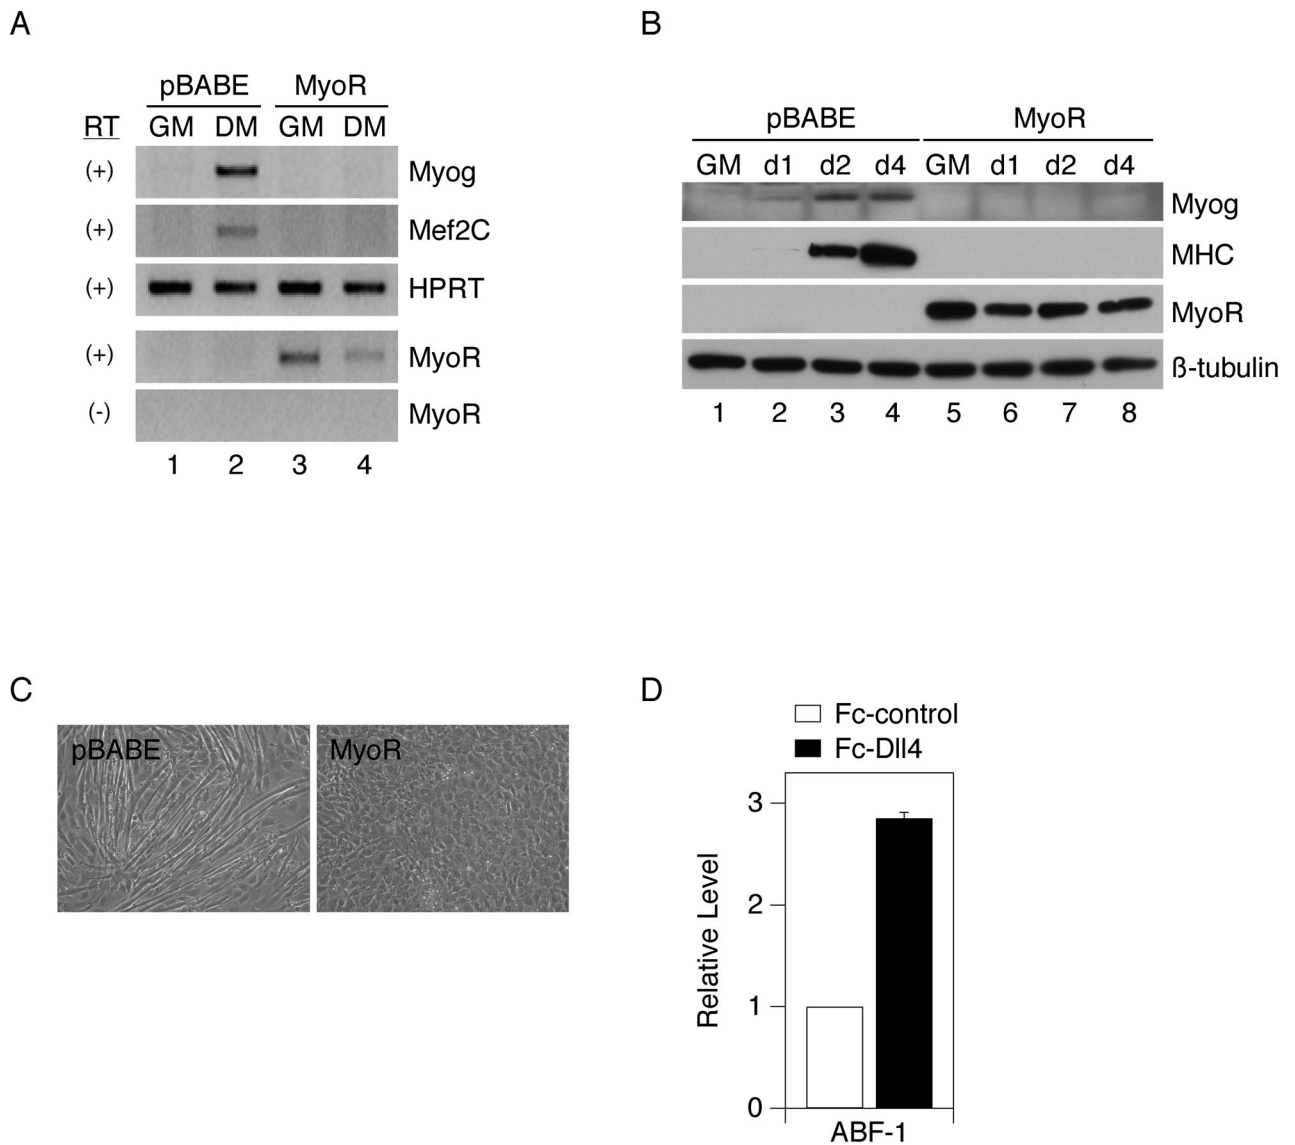 A
pBABE MyoR
RT GM DM GM DM
(+) Myog
(+) Mef2C
(+) HPRT
(+) MyoR
(-) MyoR
1 2 3 4
B
pBABE MyoR
GM d1 d2 d4 GM d1 d2 d4
Myog
MHC
MyoR
ß-tubulin
1 2 3 4 5 6 7 8
C
pBABE
MyoR
D
Fc-control
Fc-Dll4
Relative Level
3
2
1
0
ABF-1